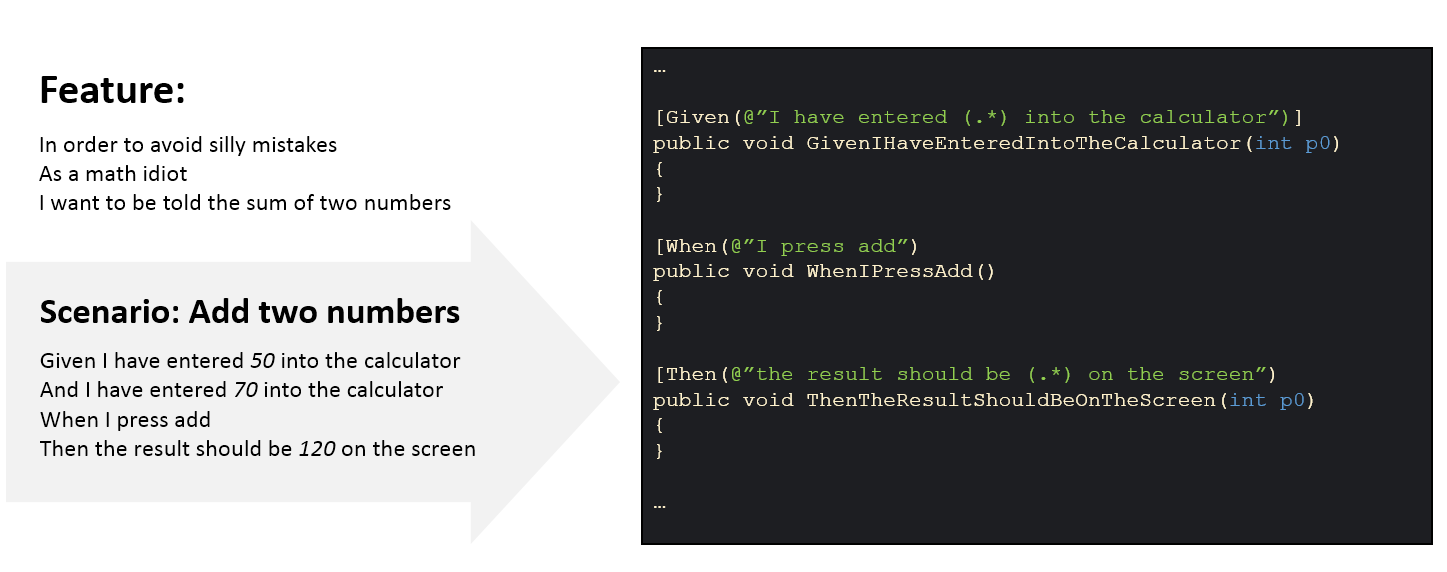 Feature:
In order to avoid silly mistakes
As a math idiot
I want to be told the sum of two numbers
Scenario: Add two numbers
Given I have entered 50 into the calculator
And I have entered 70 into the calculator
When I press add
Then the result should be 120 on the screen
…
[Given(@”I have entered (.*) into the calculator”)]
public void GivenIHaveEnteredIntoTheCalculator(int p0)
{
}
[When(@”I press add”)
public void WhenIPressAdd()
{
}
[Then(@”the result should be (.*) on the screen”)
public void ThenTheResultShouldBeOnTheScreen(int p0)
{
}
…